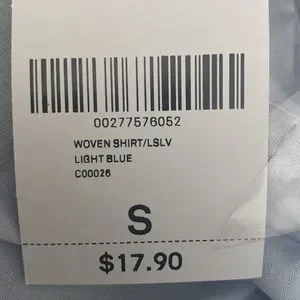 00277576052
WOVEN SHIRT/LSLV
LIGHT BLUE
C00026
S
$17.90